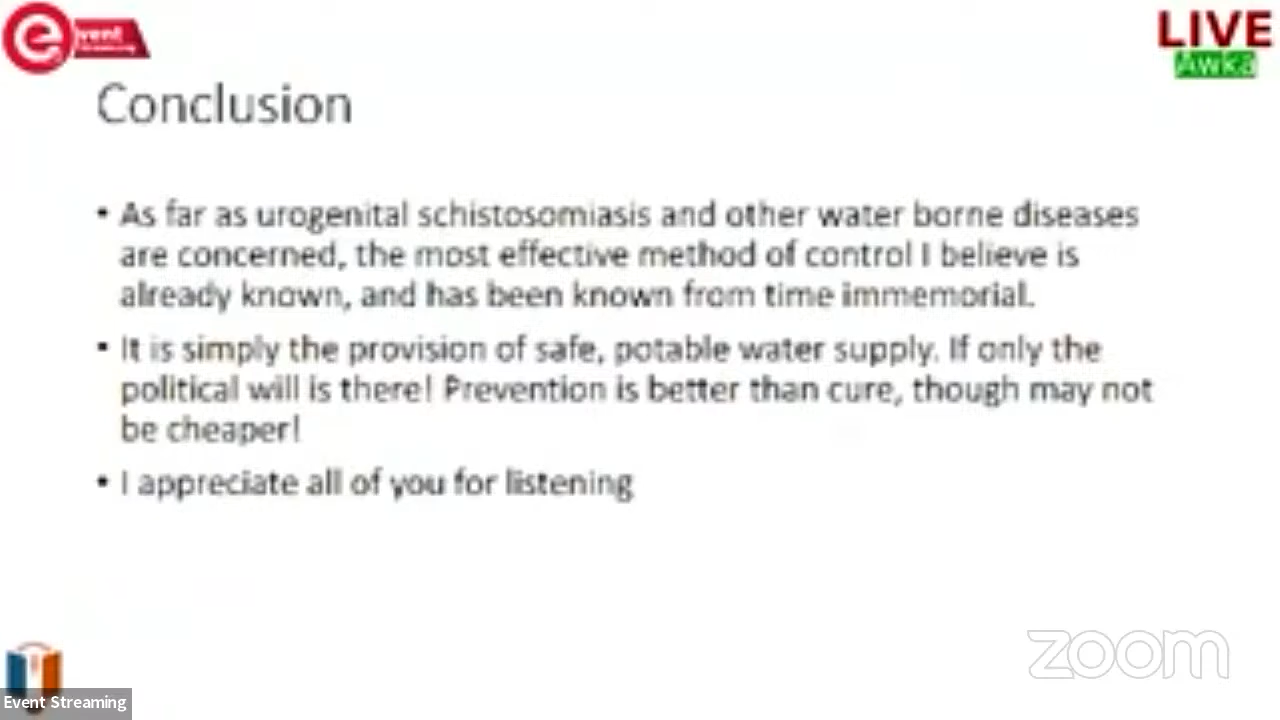 event
Streaming
LIVE
Awka
Conclusion
• As far as urogenital schistosomiasis and other water borne diseases
are concerned, the most effective method of control I believe is
already known, and has been known from time immemorial.
• It is simply the provision of safe, potable water supply. If only the
political will is there! Prevention is better than cure, though may not
be cheaper!
• I appreciate all of you for listening
zoom
Event Streaming